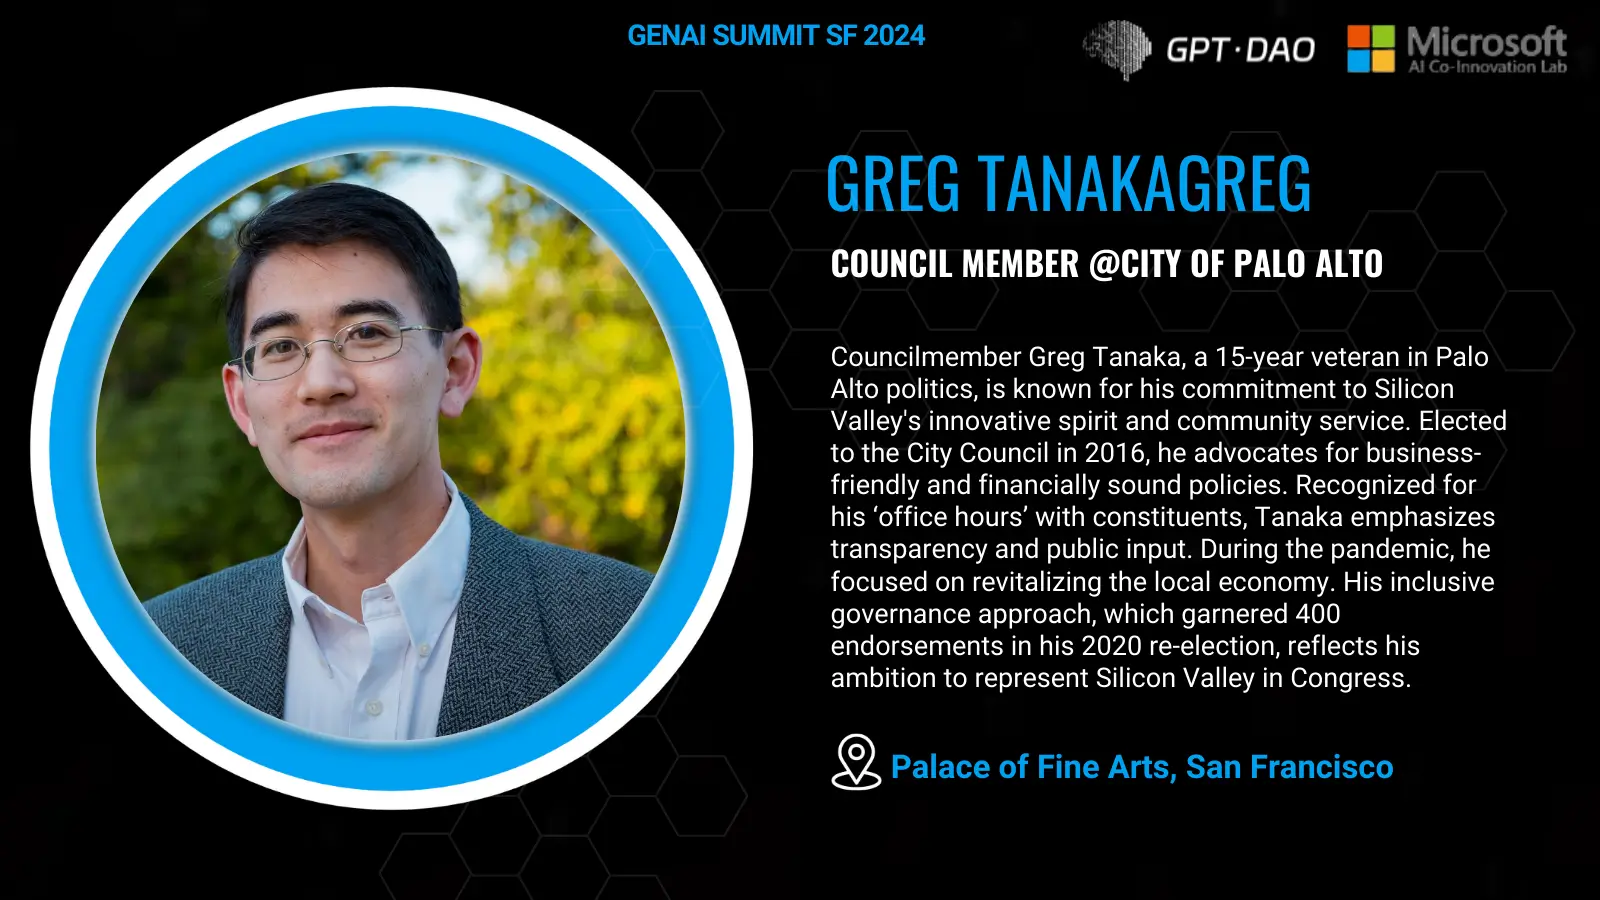 GENAI SUMMIT SF 2024
GPT·DAO
Microsoft
AI Co-Innovation Lab
GREG TANAKAGREG
COUNCIL MEMBER @CITY OF PALO ALTO
Councilmember Greg Tanaka, a 15-year veteran in Palo
Alto politics, is known for his commitment to Silicon
Valley's innovative spirit and community service. Elected
to the City Council in 2016, he advocates for business-
friendly and financially sound policies. Recognized for
his ‘office hours’ with constituents, Tanaka emphasizes
transparency and public input. During the pandemic, he
focused on revitalizing the local economy. His inclusive
governance approach, which garnered 400
endorsements in his 2020 re-election, reflects his
ambition to represent Silicon Valley in Congress.
Palace of Fine Arts, San Francisco